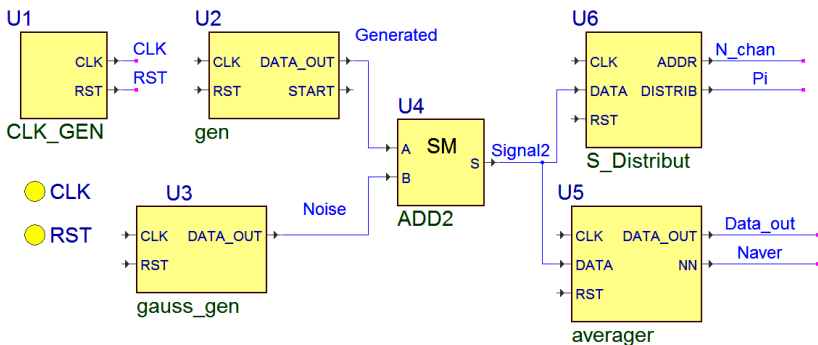 U1
CLK
RST
CLK_GEN
CLK
RST
U2
CLK
RST
DATA_OUT
START
gen
Generated
U3
CLK
RST
DATA_OUT
gauss_gen
Noise
U4
SM
A
B
S
ADD2
Signal2
U6
CLK
DATA
RST
ADDR
DISTRIB
S_Distribut
N_chan
Pi
U5
CLK
DATA
RST
DATA_OUT
NN
averager
Data_out
Naver
CLK
RST